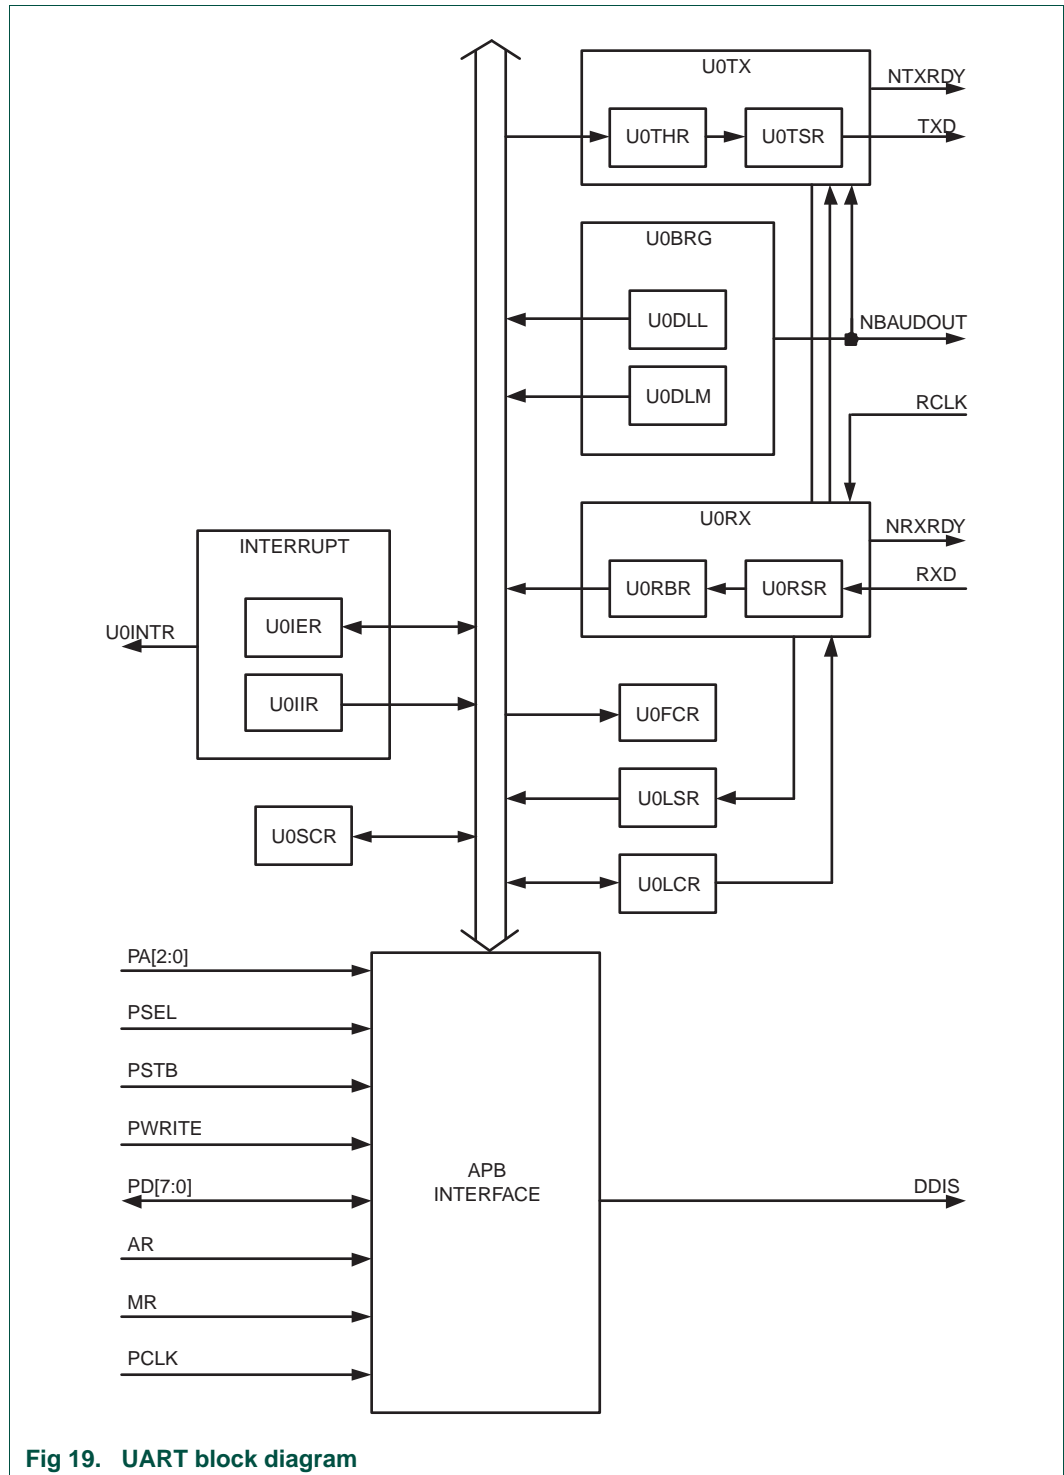 U0TX
NTXRDY
U0THR
U0TSR
TXD
U0BRG
U0DLL
NBAUDOUT
U0DLM
RCLK
U0RX
NRXRDY
INTERRUPT
U0RBR
U0RSR
RXD
U0IER
U0INTR
U0IIR
U0FCR
U0LSR
U0SCR
U0LCR
PA[2:0]
PSEL
PSTB
PWRITE
APB
INTERFACE
PD[7:0]
DDIS
AR
MR
PCLK
Fig 19. UART block diagram